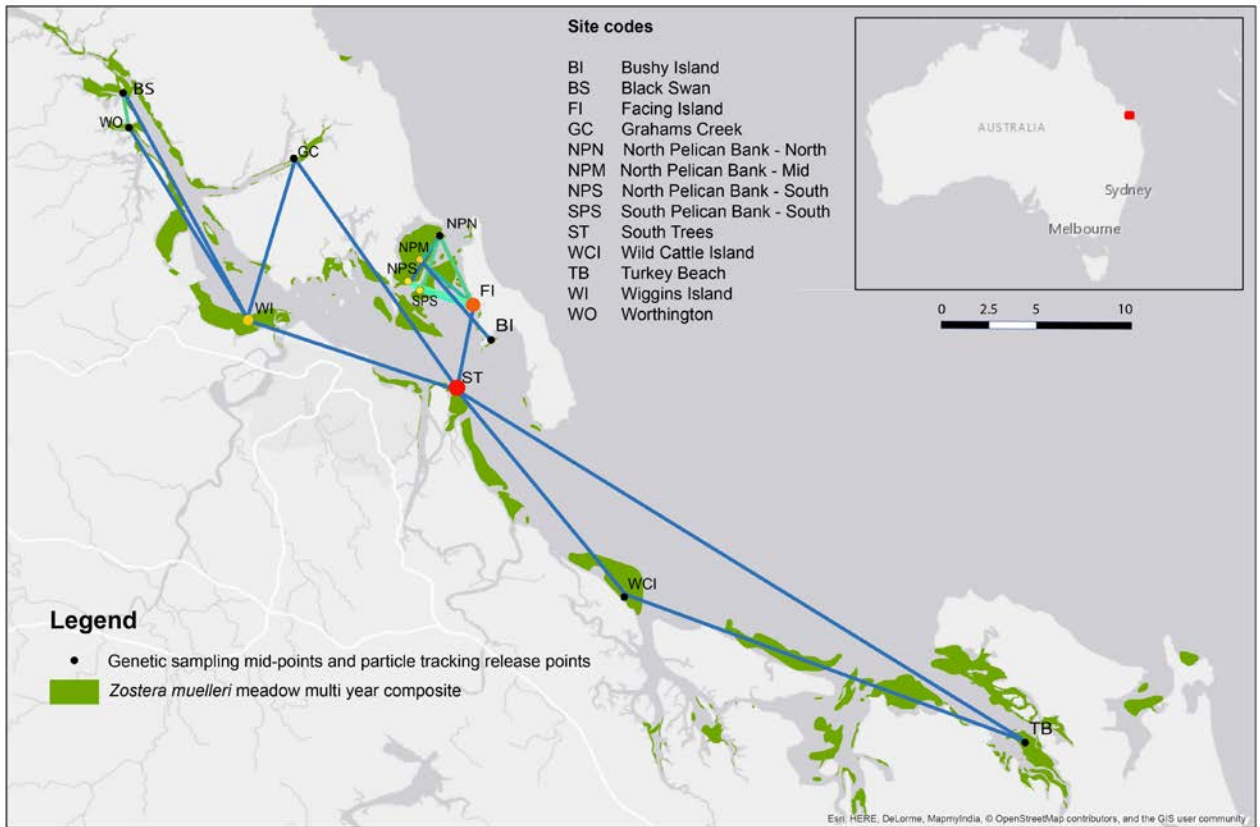 Site codes
BI Bushy Island
BS Black Swan
FI Facing Island
GC Grahams Creek
NPN North Pelican Bank - North
NPM North Pelican Bank - Mid
NPS North Pelican Bank - South
SPS South Pelican Bank - South
ST South Trees
WCI Wild Cattle Island
TB Turkey Beach
WI Wiggins Island
WO Worthington
AUSTRALIA
Sydney
Melbourne
0 2.5 5 10
BS
WO
GC
NPN
NPM
NPS
SPS
FI
WI
BI
ST
WCI
TB
Legend
Genetic sampling mid-points and particle tracking release points
Zostera muelleri meadow multi year composite
Esri, HERE, DeLorme, MapmyIndia, © OpenStreetMap contributors, and the GIS user community